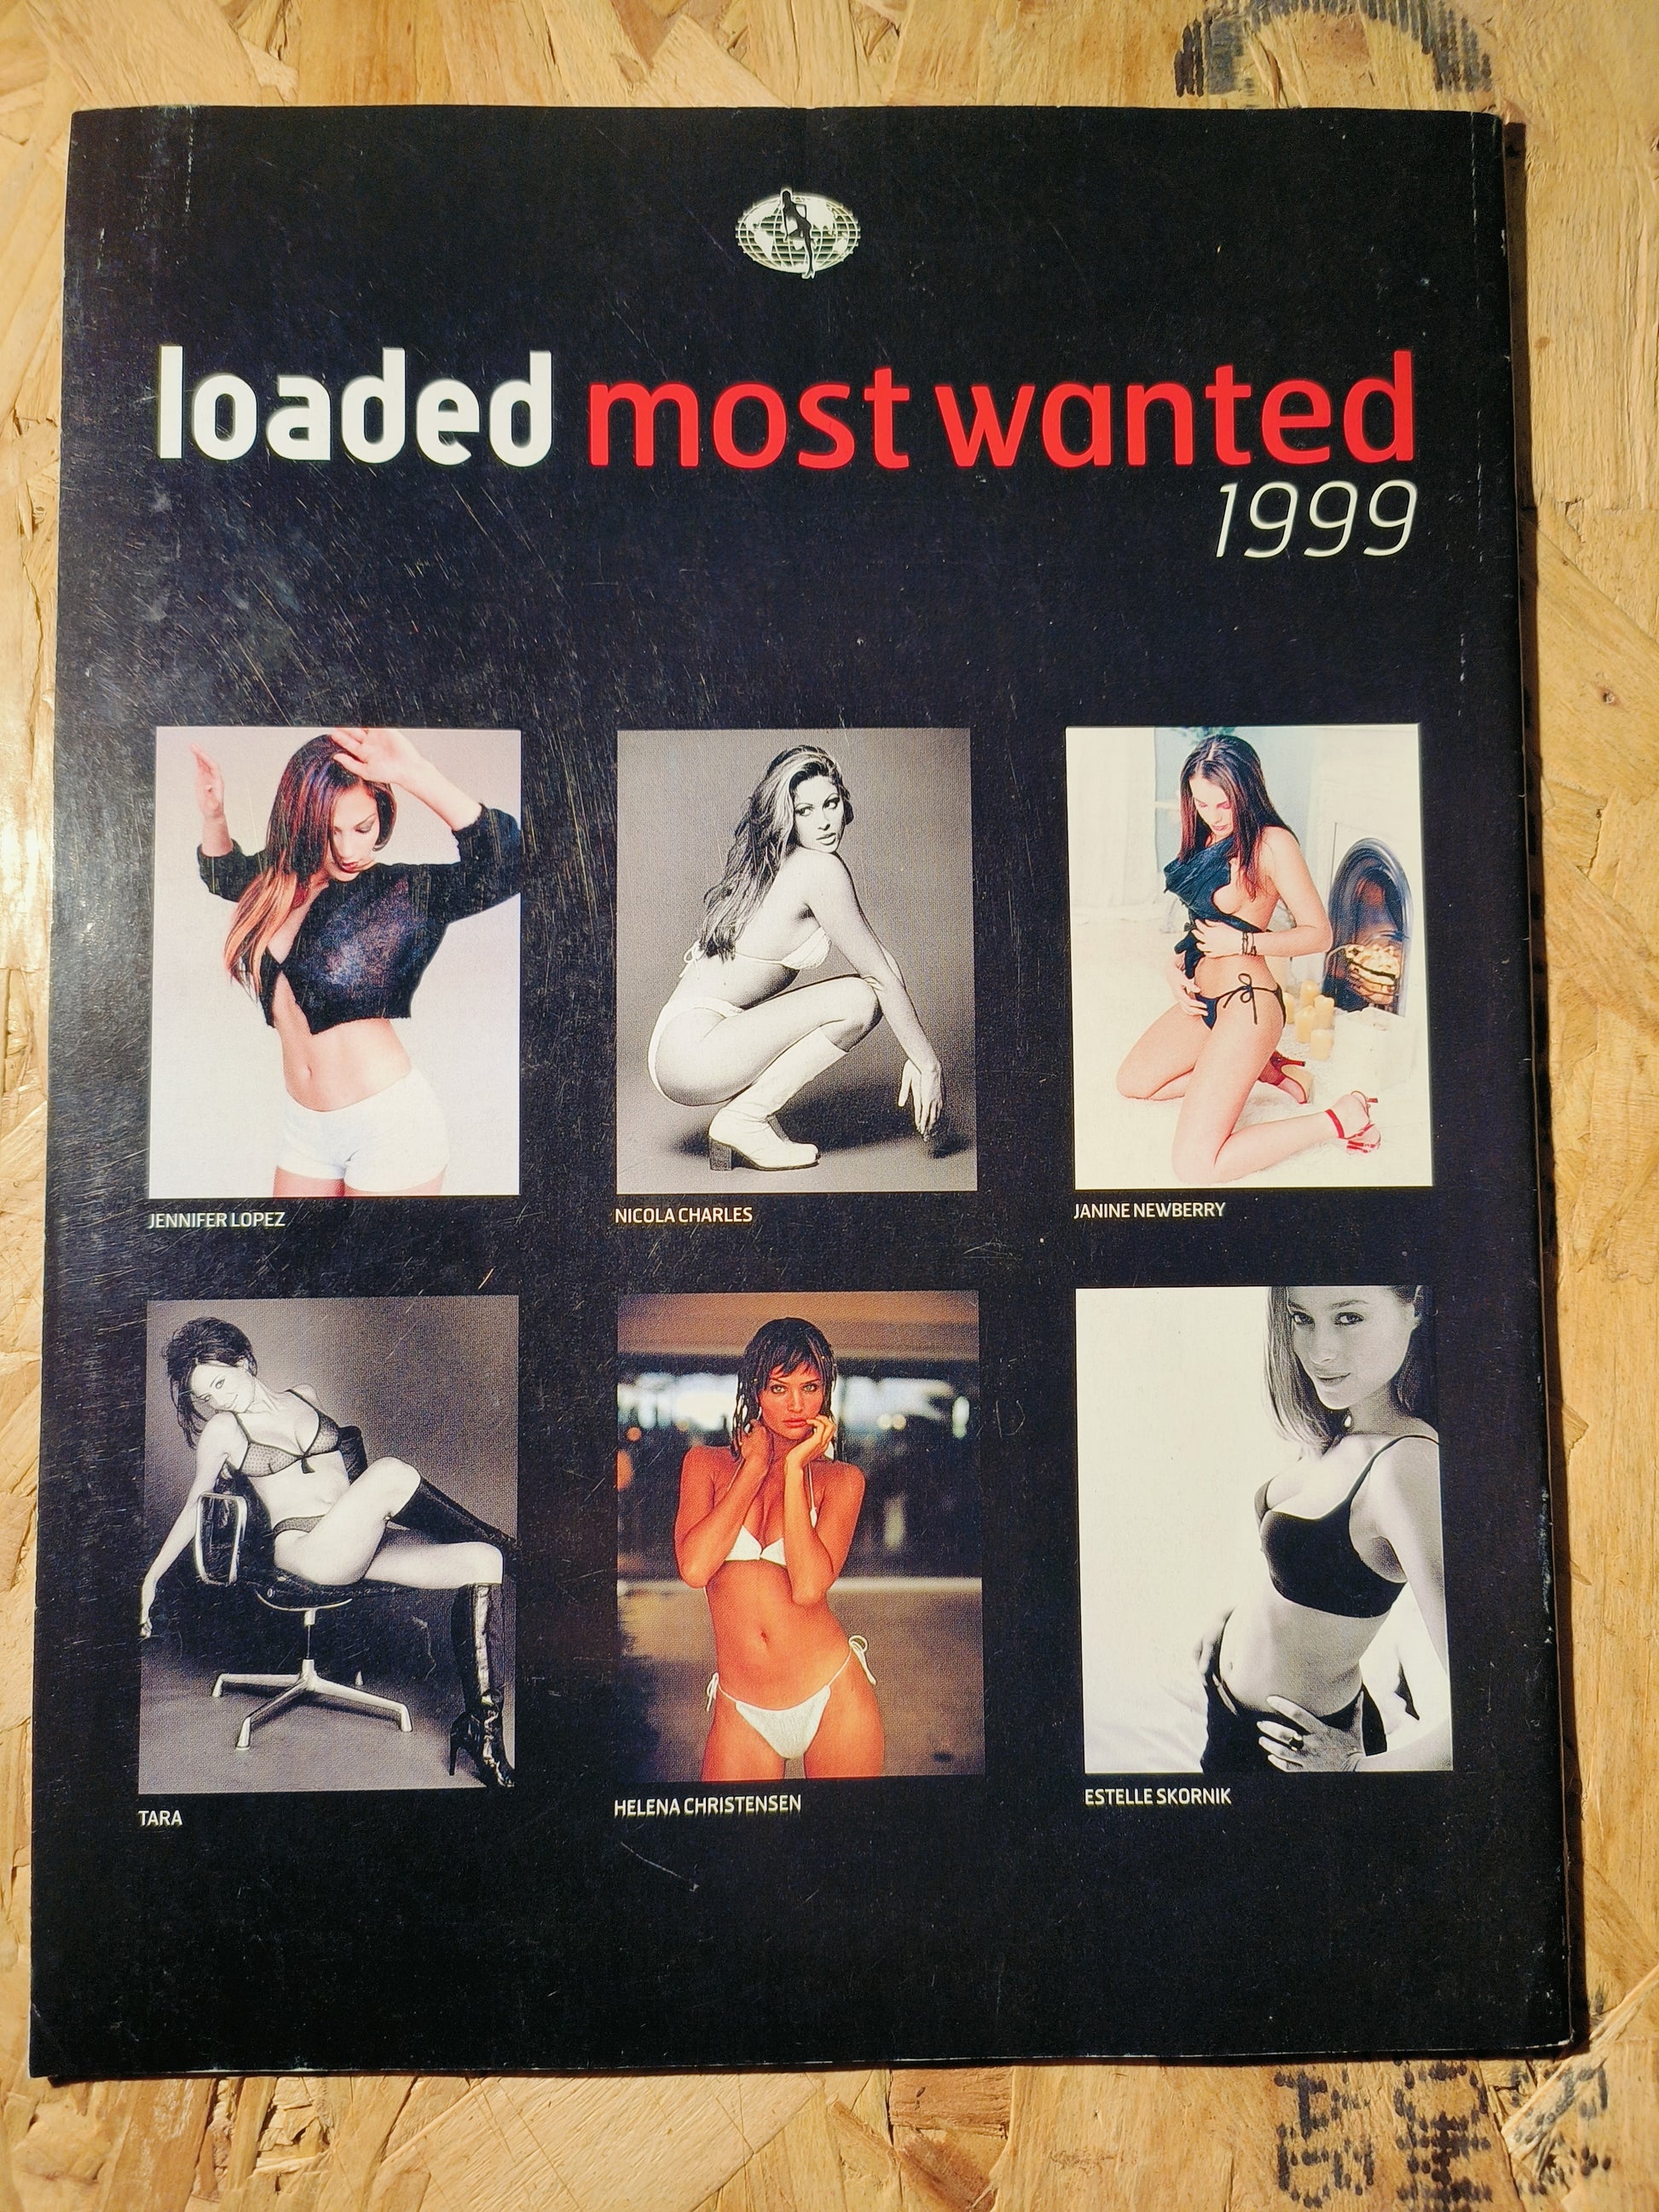 loaded most wanted
1999
JENNIFER LOPEZ
NICOLA CHARLES
JANINE NEWBERRY
TARA
HELENA CHRISTENSEN
ESTELLE SKORNIK